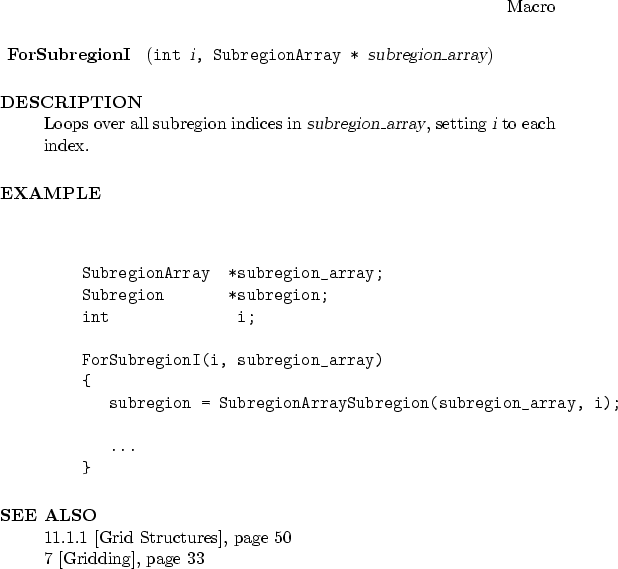 Macro
ForSubregionI (int i, SubregionArray * subregion_array)
DESCRIPTION
Loops over all subregion indices in subregion_array, setting i to each
index.
EXAMPLE
SubregionArray *subregion_array;
Subregion *subregion;
int i;
ForSubregionI(i, subregion_array)
{
subregion = SubregionArraySubregion(subregion_array, i);
...
}
SEE ALSO
11.1.1 [Grid Structures], page 50
7 [Gridding], page 33